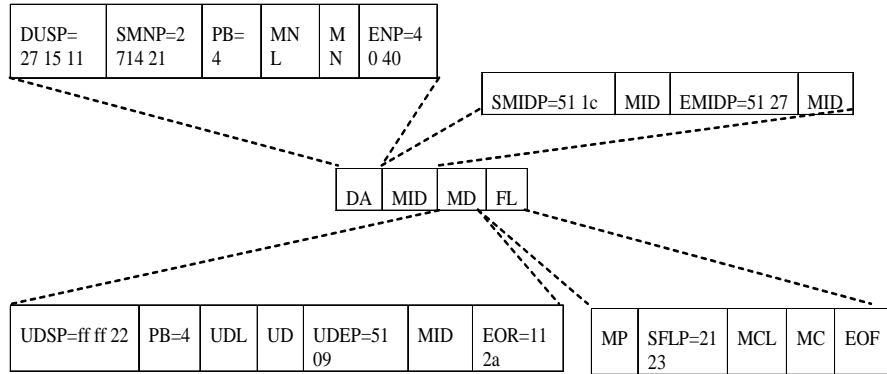 DUSP=
27 15 11
SMNP=2
714 21
PB=
4
MN
L
M
N
ENP=4
0 40
SMIDP=51 1c
MID
EMIDP=51 27
MID
DA
MID
MD
FL
UDSP=ff ff 22
PB=4
UDL
UD
UDEP=51
09
MID
EOR=11
2a
MP
SFLP=21
23
MCL
MC
EOF